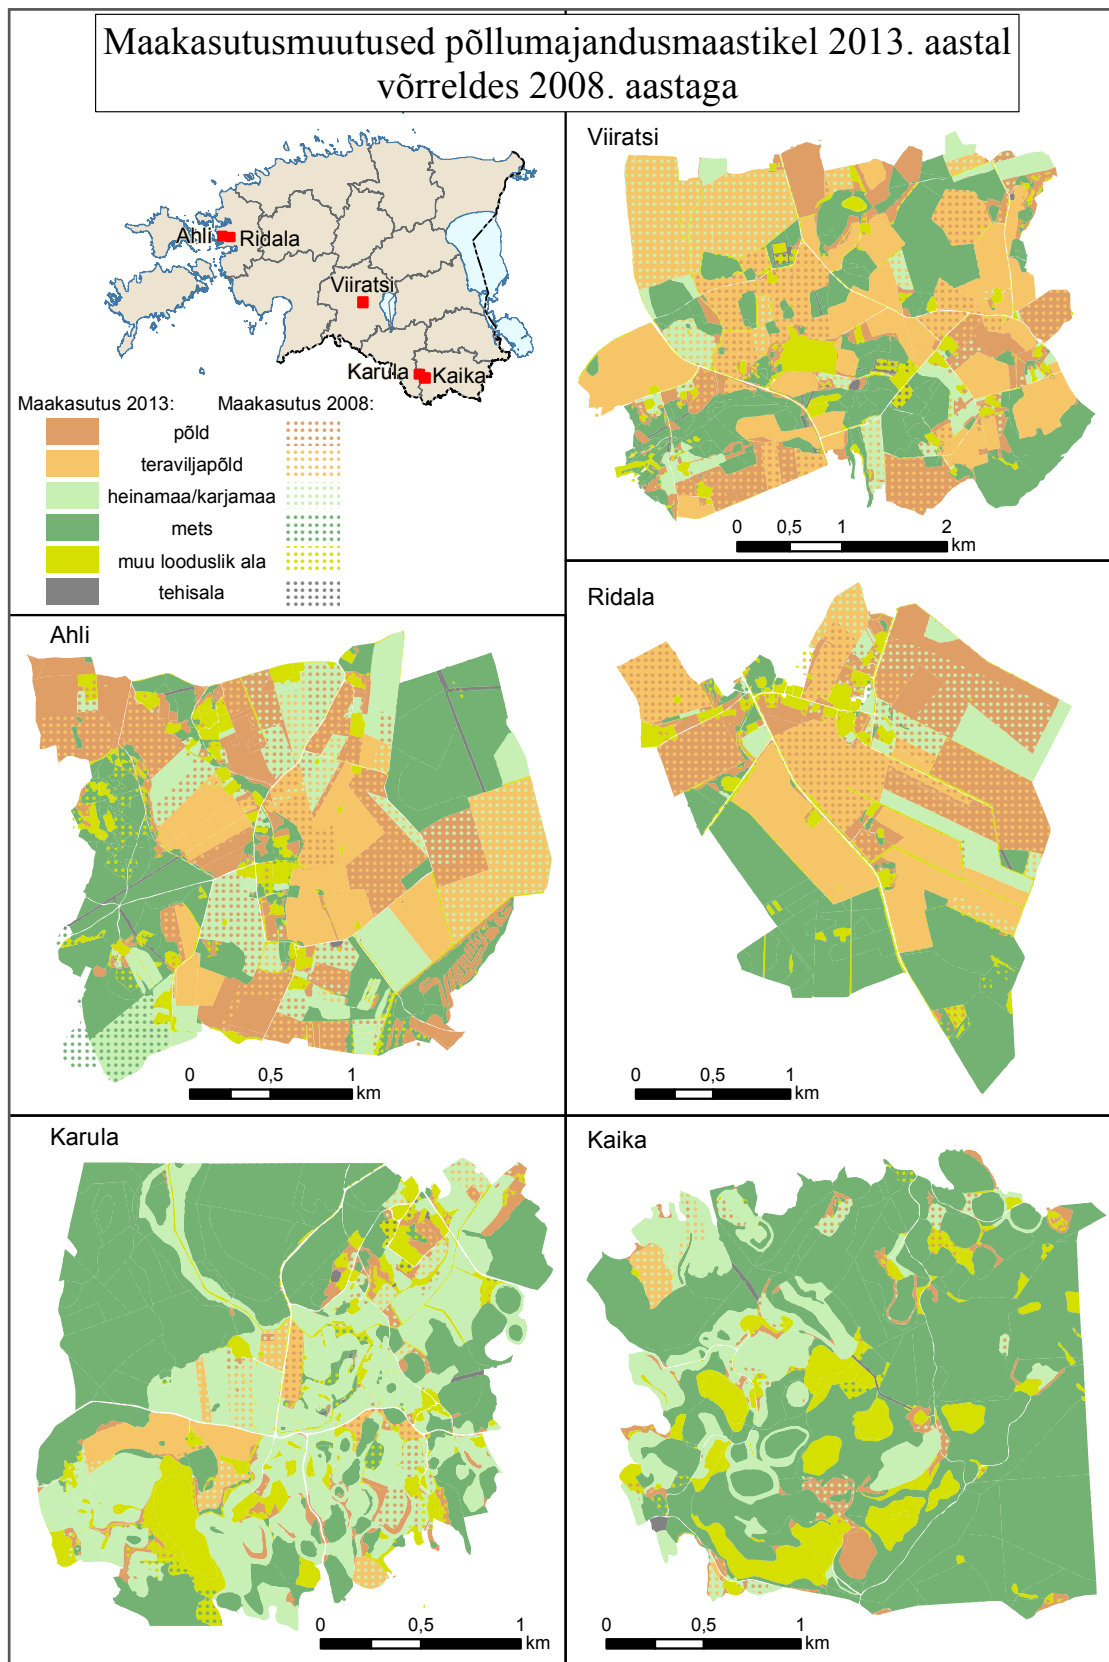 Maakasutusmuutused põllumajandusmaastikel 2013. aastal
võrreldes 2008. aastaga
Ahli
Ridala
Viiratsi
Karula
Kaika
Maakasutus 2013:
Maakasutus 2008:
põld
teraviljapõld
heinamaa/karjamaa
mets
muu looduslik ala
tehisala
Viiratsi
0 0,5 1 2
km
Ridala
0 0,5 1
km
Ahli
0 0,5 1
km
Karula
0 0,5 1
km
Kaika
0 0,5 1
km